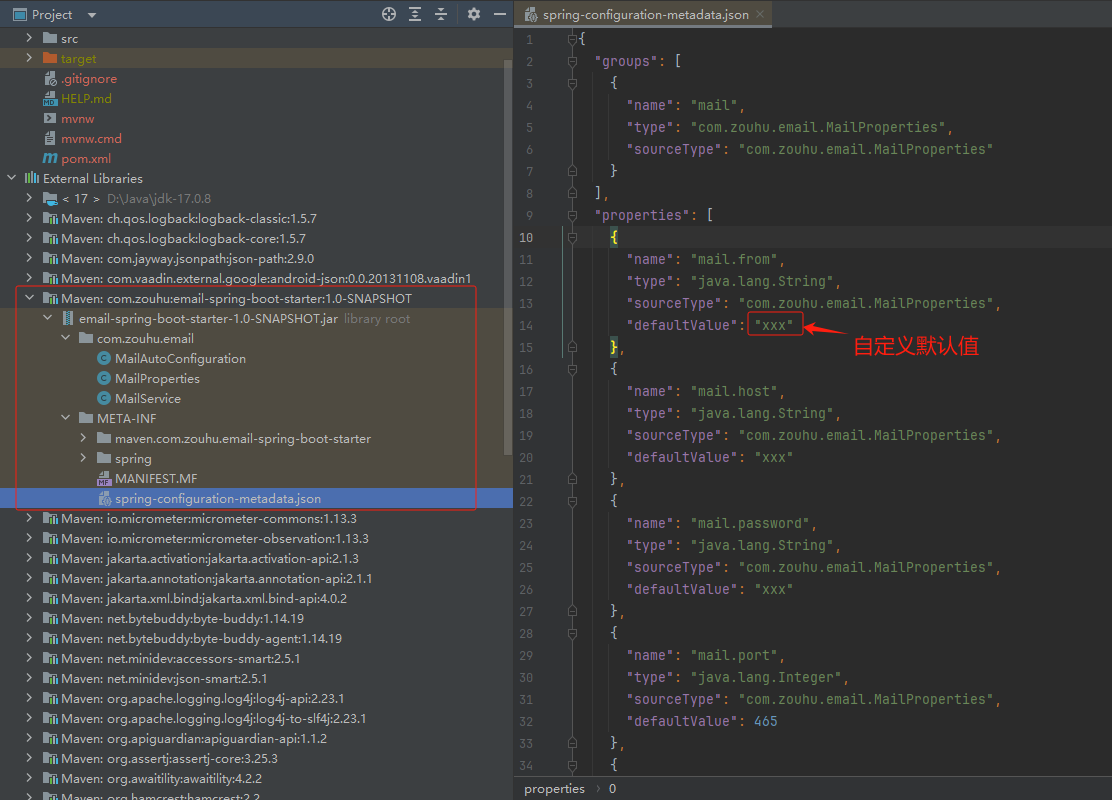 Project
src
target
.gitignore
HELP.md
mvnw
mvnw.cmd
pom.xml
External Libraries
< 17 > D:\Java\jdk-17.0.8
Maven: ch.qos.logback:logback-classic:1.5.7
Maven: ch.qos.logback:logback-core:1.5.7
Maven: com.jayway.jsonpath:json-path:2.9.0
Maven: com.vaadin.external.google:android-json:0.0.20131108.vaadin1
Maven: com.zouhu:email-spring-boot-starter:1.0-SNAPSHOT
email-spring-boot-starter-1.0-SNAPSHOT.jar library root
com.zouhu.email
MailAutoConfiguration
MailProperties
MailService
META-INF
maven.com.zouhu.email-spring-boot-starter
spring
MANIFEST.MF
spring-configuration-metadata.json
Maven: io.micrometer:micrometer-commons:1.13.3
Maven: io.micrometer:micrometer-observation:1.13.3
Maven: jakarta.activation:jakarta.activation-api:2.1.3
Maven: jakarta.annotation:jakarta.annotation-api:2.1.1
Maven: jakarta.xml.bind:jakarta.xml.bind-api:4.0.2
Maven: net.bytebuddy:byte-buddy:1.14.19
Maven: net.bytebuddy:byte-buddy-agent:1.14.19
Maven: net.minidev:accessors-smart:2.5.1
Maven: net.minidev:json-smart:2.5.1
Maven: org.apache.logging.log4j:log4j-api:2.23.1
Maven: org.apache.logging.log4j:log4j-to-slf4j:2.23.1
Maven: org.apiguardian:apiguardian-api:1.1.2
Maven: org.assertj:assertj-core:3.25.3
Maven: org.awaitility:awaitility:4.2.2
Maven: org.hamcrest:hamcrest:2.2
spring-configuration-metadata.json
1 {
2 "groups": [
3 {
4 "name": "mail",
5 "type": "com.zouhu.email.MailProperties",
6 "sourceType": "com.zouhu.email.MailProperties"
7 }
8 ],
9 "properties": [
10 {
11 "name": "mail.from",
12 "type": "java.lang.String",
13 "sourceType": "com.zouhu.email.MailProperties",
14 "defaultValue": "xxx"
自定义默认值
15 },
16 {
17 "name": "mail.host",
18 "type": "java.lang.String",
19 "sourceType": "com.zouhu.email.MailProperties",
20 "defaultValue": "xxx"
21 },
22 {
23 "name": "mail.password",
24 "type": "java.lang.String",
25 "sourceType": "com.zouhu.email.MailProperties",
26 "defaultValue": "xxx"
27 },
28 {
29 "name": "mail.port",
30 "type": "java.lang.Integer",
31 "sourceType": "com.zouhu.email.MailProperties",
32 "defaultValue": 465
33 },
34 {
properties › 0